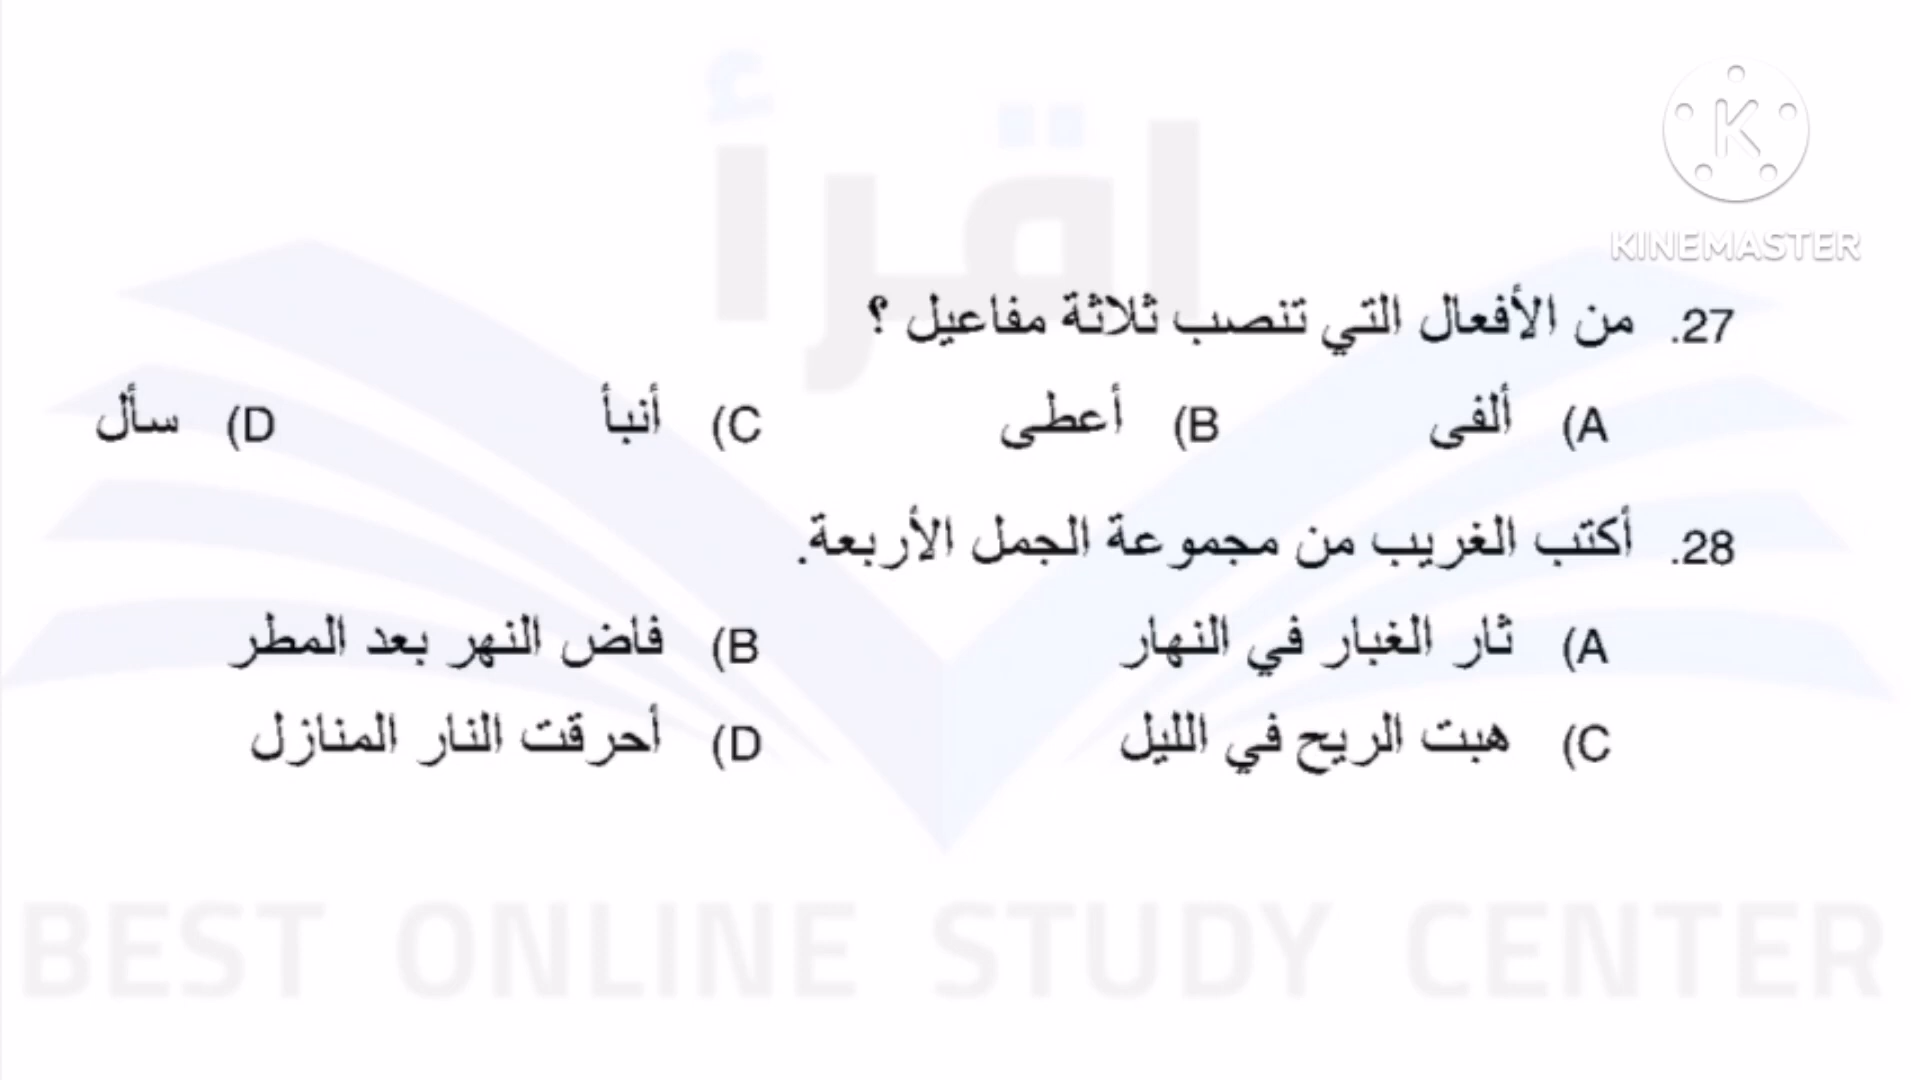 اقرأ
K
KINEMASTER
27. من الأفعال التي تنصب ثلاثة مفاعيل ؟
A) ألفى B) أعطى C) أنبأ D) سأل
28. أكتب الغريب من مجموعة الجمل الأربعة.
A) ثار الغبار في النهار B) فاض النهر بعد المطر
C) هبت الريح في الليل D) أحرقت النار المنازل
BEST ONLINE STUDY CENTER